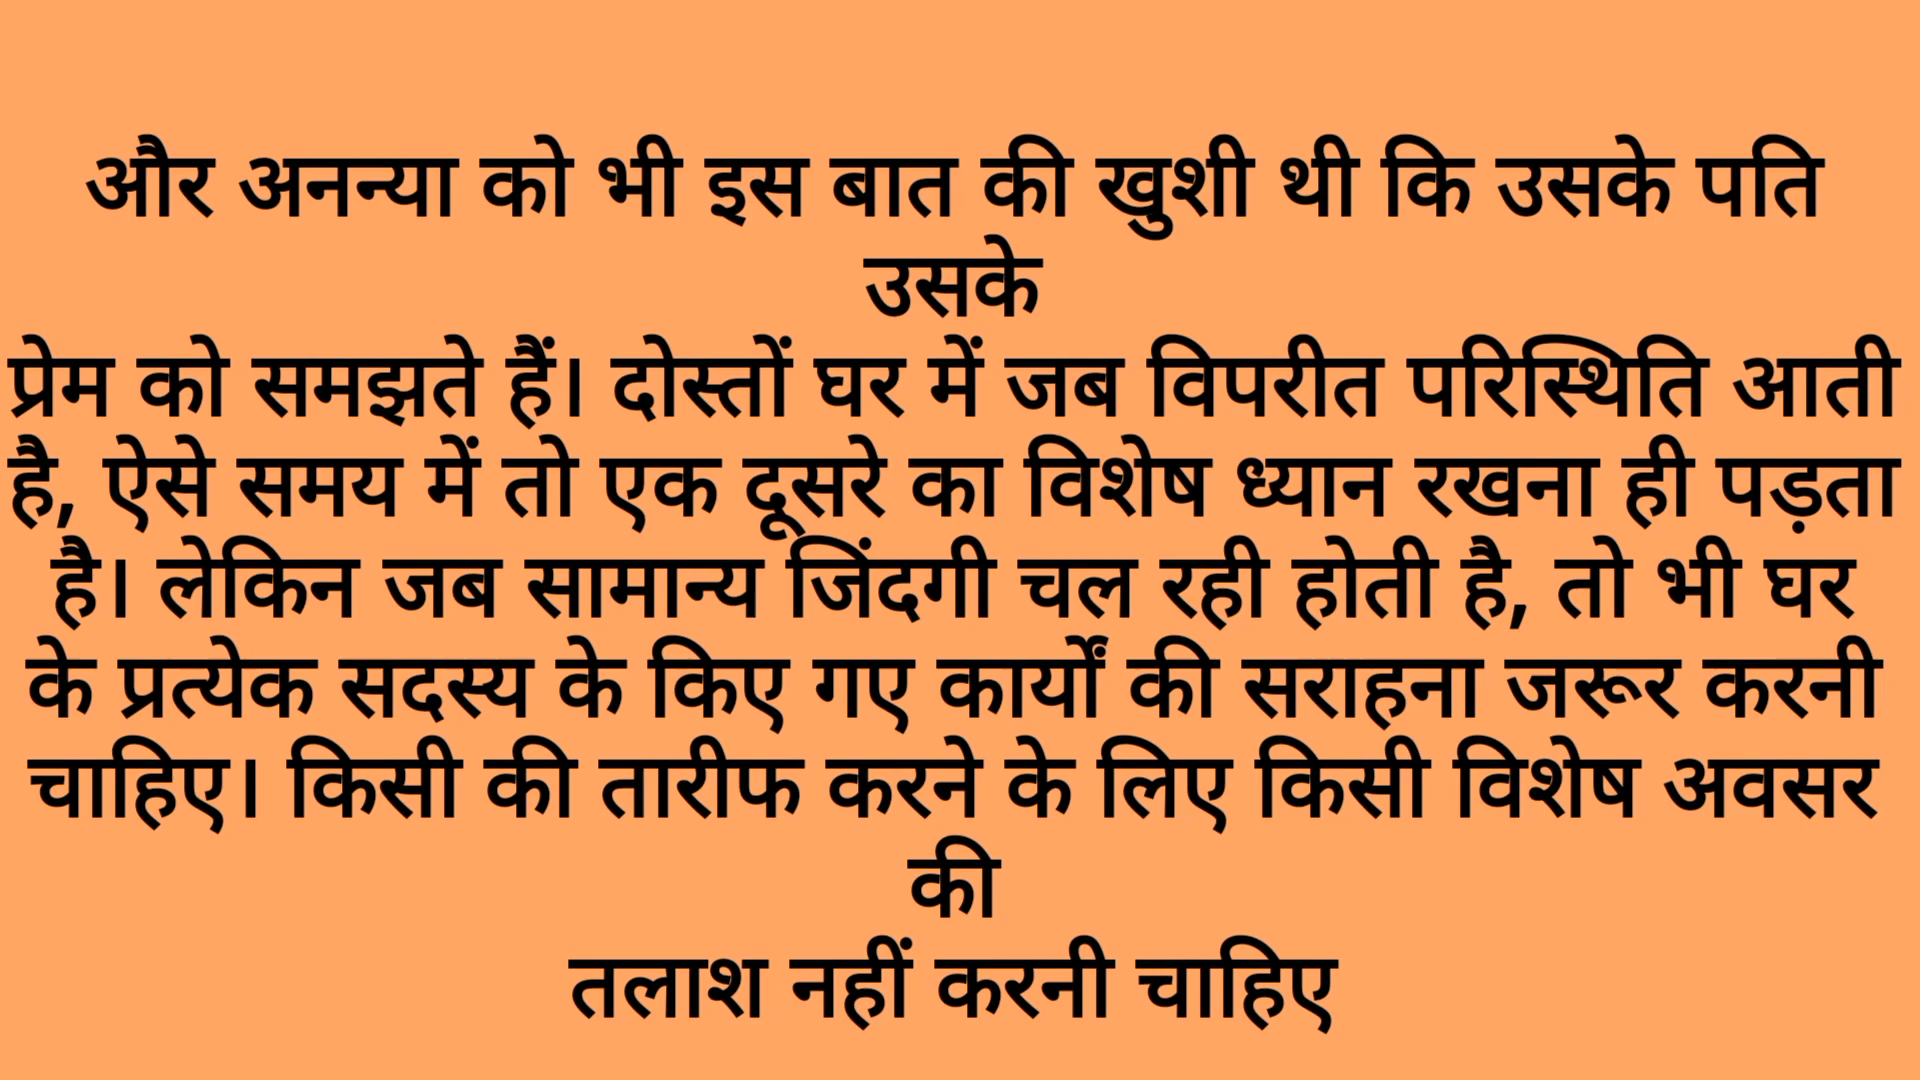 और अनन्या को भी इस बात की खुशी थी कि उसके पति
उसके
प्रेम को समझते हैं। दोस्तों घर में जब विपरीत परिस्थिति आती
है, ऐसे समय में तो एक दूसरे का विशेष ध्यान रखना ही पड़ता
है। लेकिन जब सामान्य जिंदगी चल रही होती है, तो भी घर
के प्रत्येक सदस्य के किए गए कार्यों की सराहना जरूर करनी
चाहिए। किसी की तारीफ करने के लिए किसी विशेष अवसर
की
तलाश नहीं करनी चाहिए